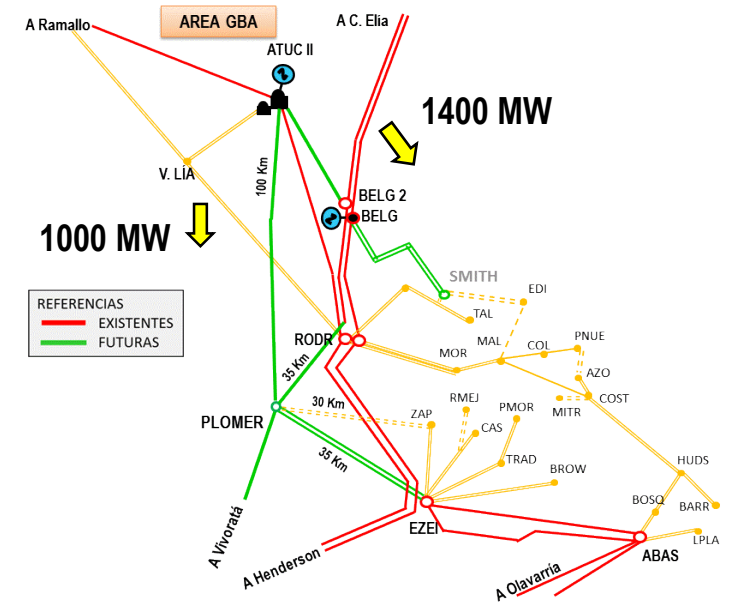 AREA GBA
A Ramallo
A C. Elia
ATUC II
1400 MW
V. LÍA
100 Km
BELG 2
BELG
1000 MW
SMITH
EDI
TAL
REFERENCIAS
EXISTENTES
FUTURAS
RODR
MOR
MAL
COL
PNUE
35 Km
AZO
30 Km
MITR
COST
PLOMER
ZAP
RMEJ
PMOR
CAS
35 Km
TRAD
BROW
HUDS
BOSQ
BARR
A Vivoratá
EZEI
LPLA
A Henderson
ABAS
A Olavarría